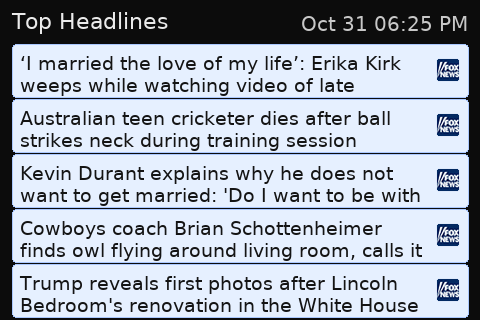 Top Headlines
Oct 31 06:25 PM
‘I married the love of my life’: Erika Kirk
weeps while watching video of late
FOX
NEWS
Australian teen cricketer dies after ball
strikes neck during training session
FOX
NEWS
Kevin Durant explains why he does not
want to get married: 'Do I want to be with
FOX
NEWS
Cowboys coach Brian Schottenheimer
finds owl flying around living room, calls it
FOX
NEWS
Trump reveals first photos after Lincoln
Bedroom's renovation in the White House
FOX
NEWS